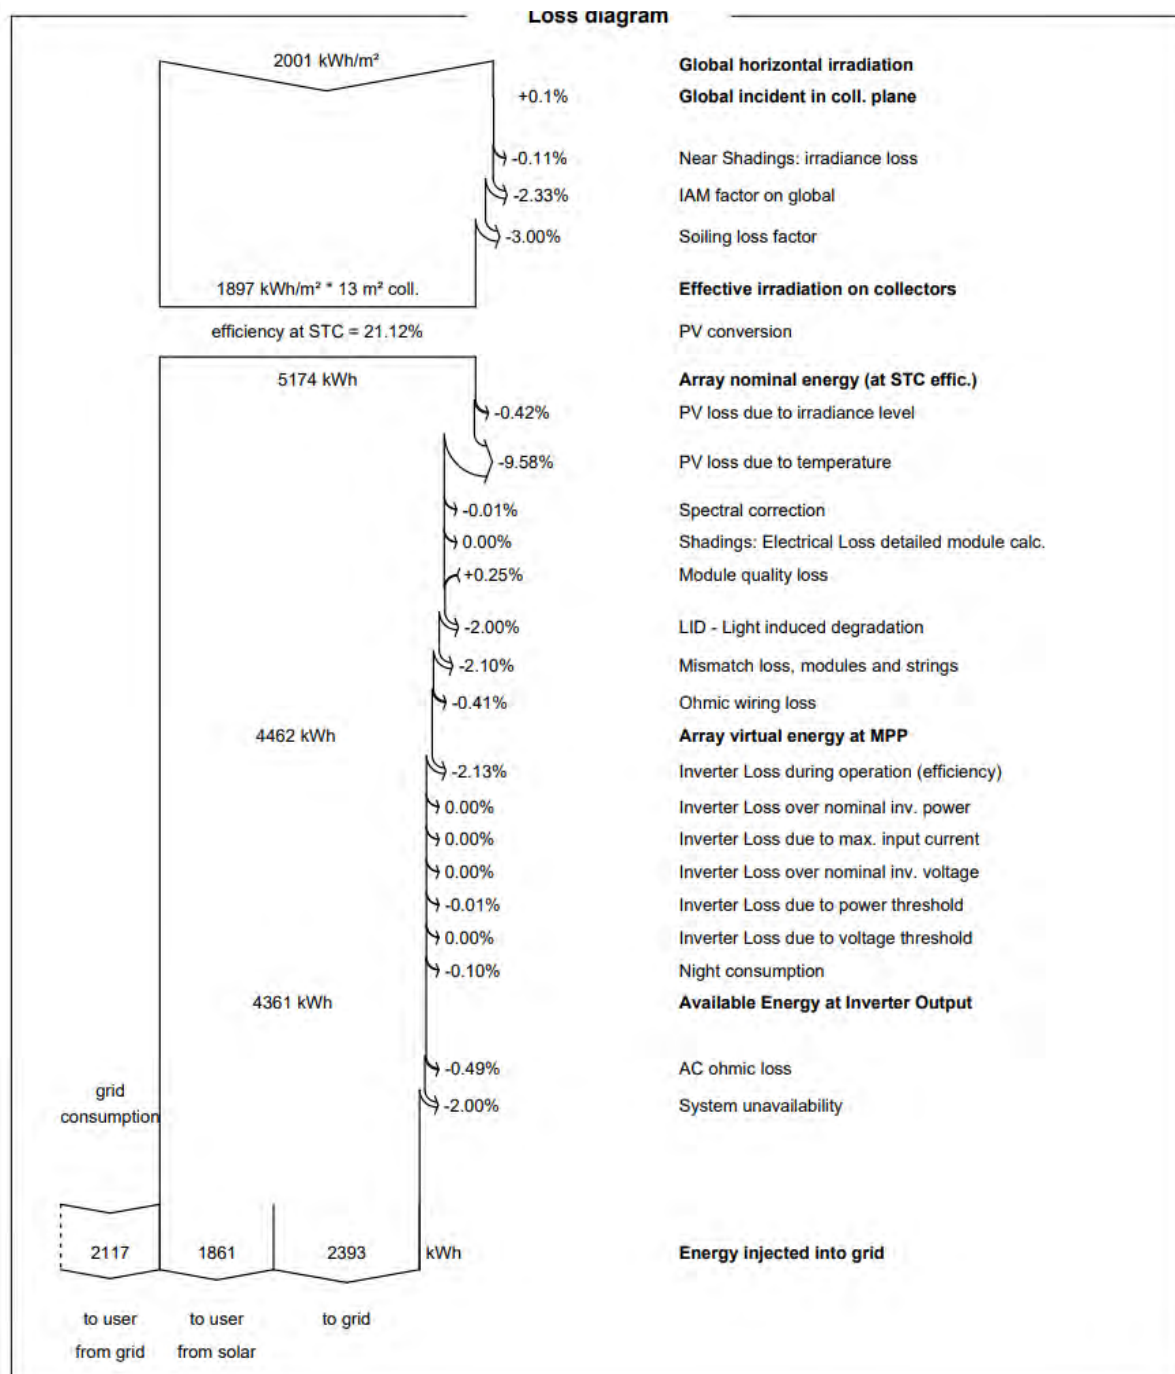 Loss diagram
2001 kWh/m² Global horizontal irradiation
+0.1% Global incident in coll. plane
-0.11% Near Shadings: irradiance loss
-2.33% IAM factor on global
-3.00% Soiling loss factor
1897 kWh/m² * 13 m² coll. Effective irradiation on collectors
efficiency at STC = 21.12% PV conversion
5174 kWh Array nominal energy (at STC effic.)
-0.42% PV loss due to irradiance level
-9.58% PV loss due to temperature
-0.01% Spectral correction
0.00% Shadings: Electrical Loss detailed module calc.
+0.25% Module quality loss
-2.00% LID - Light induced degradation
-2.10% Mismatch loss, modules and strings
-0.41% Ohmic wiring loss
4462 kWh Array virtual energy at MPP
-2.13% Inverter Loss during operation (efficiency)
0.00% Inverter Loss over nominal inv. power
0.00% Inverter Loss due to max. input current
0.00% Inverter Loss over nominal inv. voltage
-0.01% Inverter Loss due to power threshold
0.00% Inverter Loss due to voltage threshold
-0.10% Night consumption
4361 kWh Available Energy at Inverter Output
-0.49% AC ohmic loss
grid
consumption
-2.00% System unavailability
2117 1861 2393 kWh Energy injected into grid
to user to user to grid
from grid from solar